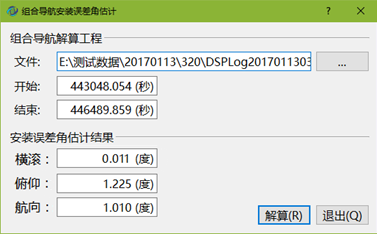 组合导航安装误差角估计
组合导航解算工程
文件: E:\测试数据\20170113\320\DSPLog2017011303 ...
开始: 443048.054 (秒)
结束: 446489.859 (秒)
安装误差角估计结果
横滚： 0.011 (度)
俯仰： 1.225 (度)
航向： 1.010 (度)
解算(R) 退出(Q)